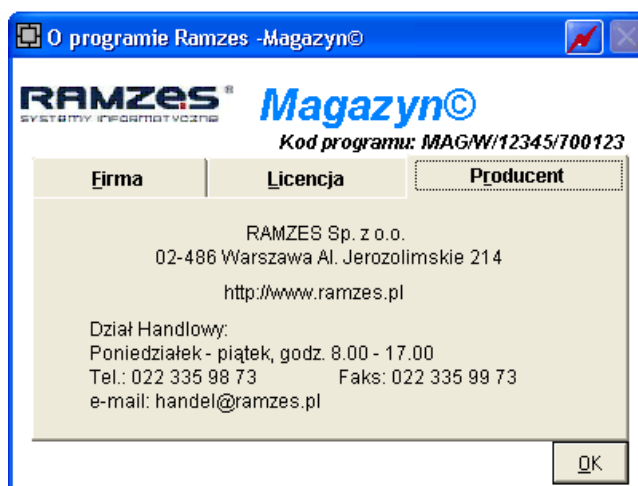 O programie Ramzes -Magazyn©
RAMZES®
SYSTEMY INFORMATYCZNE
Magazyn©
Kod programu: MAG/W/12345/700123
Firma Licencja Producent
RAMZES Sp. z o.o.
02-486 Warszawa Al. Jerozolimskie 214
http://www.ramzes.pl
Dział Handlowy:
Poniedziałek - piątek, godz. 8.00 - 17.00
Tel.: 022 335 98 73 Faks: 022 335 99 73
e-mail: handel@ramzes.pl
OK